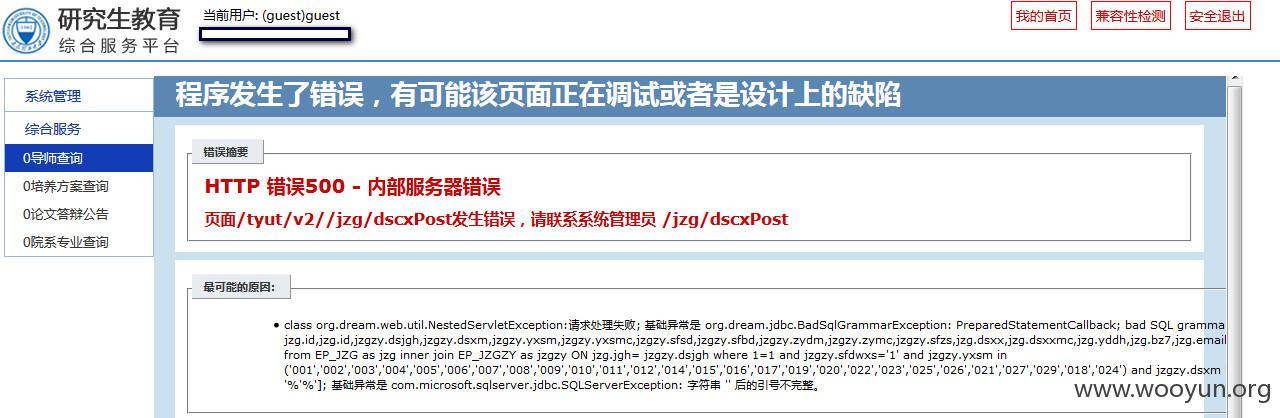 研究生教育
综合服务平台
当前用户: (guest)guest
我的首页 兼容性检测 安全退出
系统管理
综合服务
0导师查询
0培养方案查询
0论文答辩公告
0院系专业查询
程序发生了错误，有可能该页面正在调试或者是设计上的缺陷
错误摘要
HTTP 错误500 - 内部服务器错误
页面/tyut/v2//jzg/dscxPost发生错误，请联系系统管理员 /jzg/dscxPost
最可能的原因:
class org.dream.web.util.NestedServletException:请求处理失败; 基础异常是 org.dream.jdbc.BadSqlGrammarException: PreparedStatementCallback; bad SQL gramma
jzg.id,jzg.id,jzgzy.dsjgh,jzgzy.dsxm,jzgzy.yxsm,jzgzy.yxsmc,jzgzy.sfsd,jzgzy.sfbd,jzgzy.zydm,jzgzy.zymc,jzgzy.sfzs,jzg.dsxx,jzg.dsxxmc,jzg.yddh,jzg.bz7,jzg.email
from EP_JZG as jzg inner join EP_JZGZY as jzgzy ON jzg.jgh= jzgzy.dsjgh where 1=1 and jzgzy.sfdwxs='1' and jzgzy.yxsm in
('001','002','003','004','005','006','007','008','009','010','011','012','014','015','016','017','019','020','022','023','025','026','021','027','029','018','024') and jzgzy.dsxm
'%'%']; 基础异常是 com.microsoft.sqlserver.jdbc.SQLServerException: 字符串 '' 后的引号不完整。
www.wooyun.org